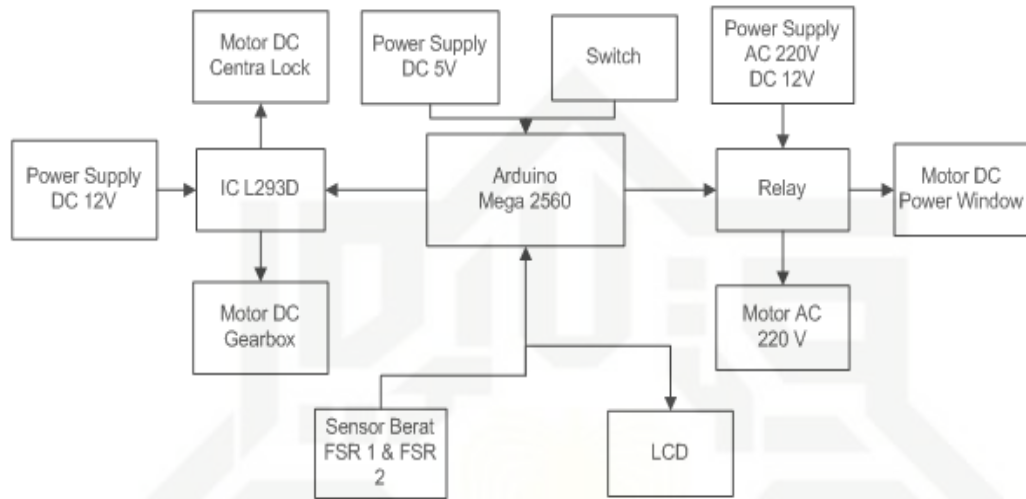 Motor DC
Centra Lock
Power Supply
DC 5V
Switch
Power Supply
AC 220V
DC 12V
Power Supply
DC 12V
IC L293D
Arduino
Mega 2560
Relay
Motor DC
Power Window
Motor DC
Gearbox
Motor AC
220 V
Sensor Berat
FSR 1 & FSR
2
LCD